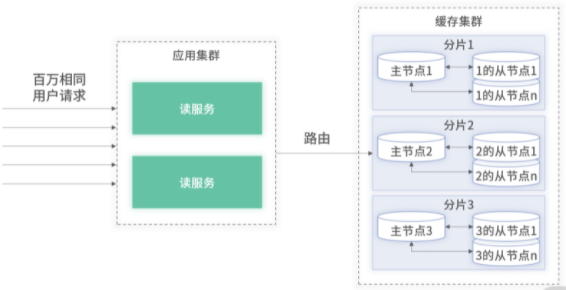 百万相同
用户请求
应用集群
读服务
读服务
路由
缓存集群
分片1
主节点1
1的从节点1
1的从节点n
分片2
主节点2
2的从节点1
2的从节点n
分片3
主节点3
3的从节点1
3的从节点n